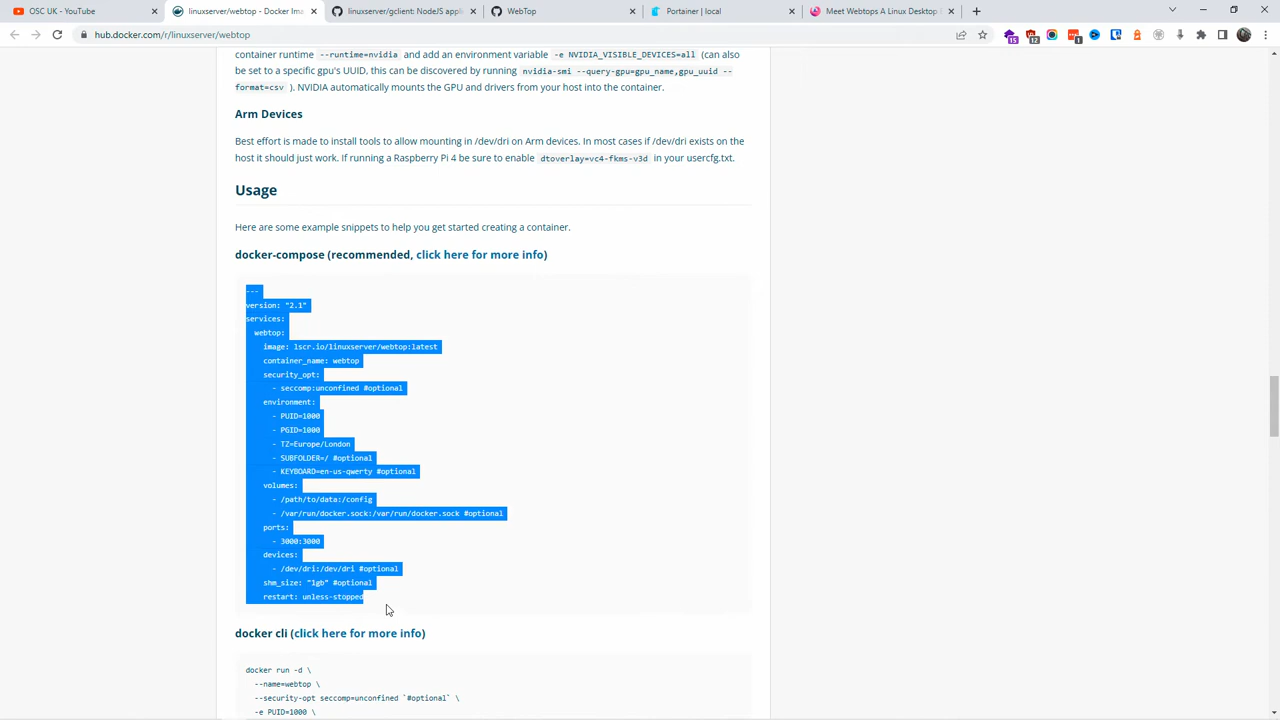 OSC UK - YouTube
linuxserver/webtop - Docker Ima
linuxserver/gclient: NodeJS appli
WebTop
Portainer | local
Meet Webtops A Linux Desktop E
hub.docker.com/r/linuxserver/webtop
15
12
1
container runtime --runtime=nvidia and add an environment variable -e NVIDIA_VISIBLE_DEVICES=all (can also
be set to a specific gpu's UUID, this can be discovered by running nvidia-smi --query-gpu=gpu_name,gpu_uuid --
format=csv ). NVIDIA automatically mounts the GPU and drivers from your host into the container.
Arm Devices
Best effort is made to install tools to allow mounting in /dev/dri on Arm devices. In most cases if /dev/dri exists on the
host it should just work. If running a Raspberry Pi 4 be sure to enable dtoverlay=vc4-fkms-v3d in your usercfg.txt.
Usage
Here are some example snippets to help you get started creating a container.
docker-compose (recommended, click here for more info)
---
version: "2.1"
services:
webtop:
image: lscr.io/linuxserver/webtop:latest
container_name: webtop
security_opt:
- seccomp:unconfined #optional
environment:
- PUID=1000
- PGID=1000
- TZ=Europe/London
- SUBFOLDER=/ #optional
- KEYBOARD=en-us-qwerty #optional
volumes:
- /path/to/data:/config
- /var/run/docker.sock:/var/run/docker.sock #optional
ports:
- 3000:3000
devices:
- /dev/dri:/dev/dri #optional
shm_size: "1gb" #optional
restart: unless-stopped
docker cli (click here for more info)
docker run -d \
--name=webtop \
--security-opt seccomp=unconfined `#optional` \
-e PUID=1000 \